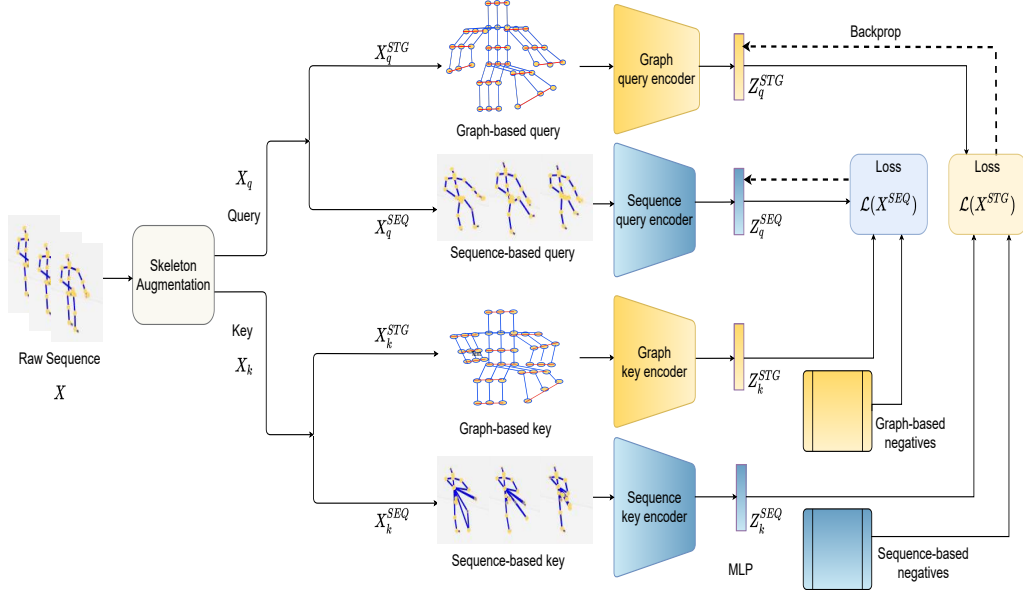 Raw Sequence
$X$
Skeleton
Augmentation
$X_q$
Query
Key
$X_k$
$X_q^{STG}$
Graph-based query
Graph
query encoder
$Z_q^{STG}$
Backprop
$X_q^{SEQ}$
Sequence-based query
Sequence
query encoder
$Z_q^{SEQ}$
Loss
$\mathcal{L}(X^{SEQ})$
Loss
$\mathcal{L}(X^{STG})$
$X_k^{STG}$
Graph-based key
Graph
key encoder
$Z_k^{STG}$
Graph-based
negatives
$X_k^{SEQ}$
Sequence-based key
Sequence
key encoder
$Z_k^{SEQ}$
MLP
Sequence-based
negatives